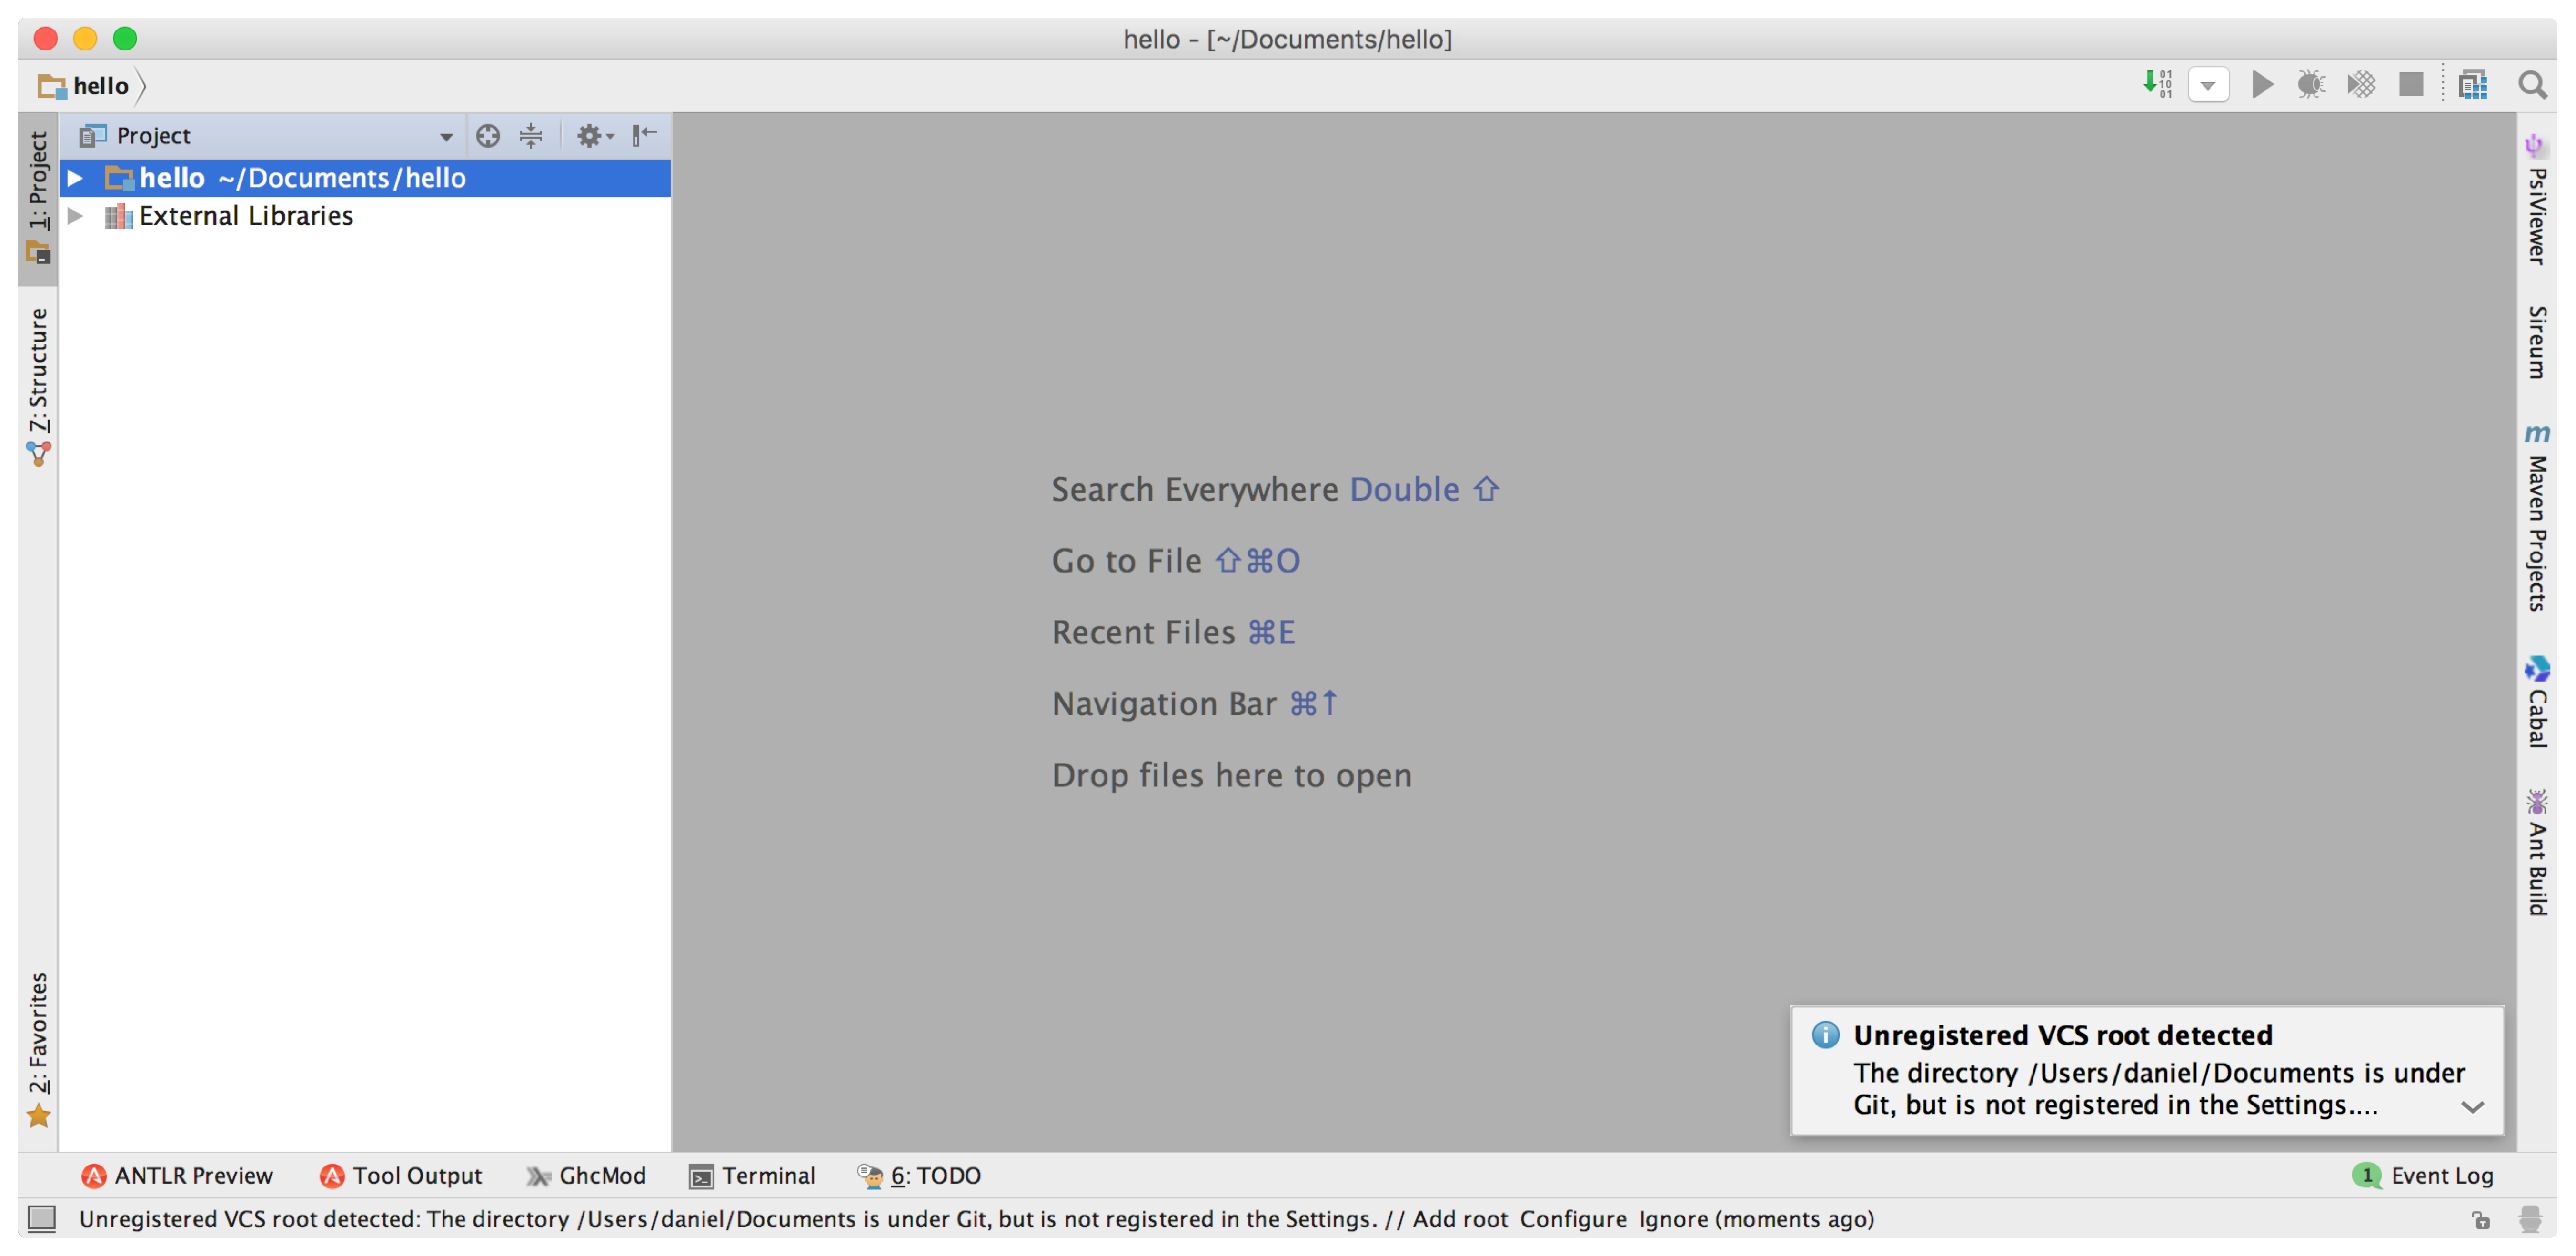 hello - [~/Documents/hello]
hello
01
10
01
Project
hello ~/Documents/hello
External Libraries
1: Project
7: Structure
2: Favorites
Search Everywhere Double ⇧
Go to File ⇧⌘O
Recent Files ⌘E
Navigation Bar ⌘↑
Drop files here to open
PsiViewer
Sireum
m Maven Projects
Cabal
Ant Build
Unregistered VCS root detected
The directory /Users/daniel/Documents is under
Git, but is not registered in the Settings....
ANTLR Preview Tool Output GhcMod Terminal 6: TODO 1 Event Log
Unregistered VCS root detected: The directory /Users/daniel/Documents is under Git, but is not registered in the Settings. // Add root Configure Ignore (moments ago)